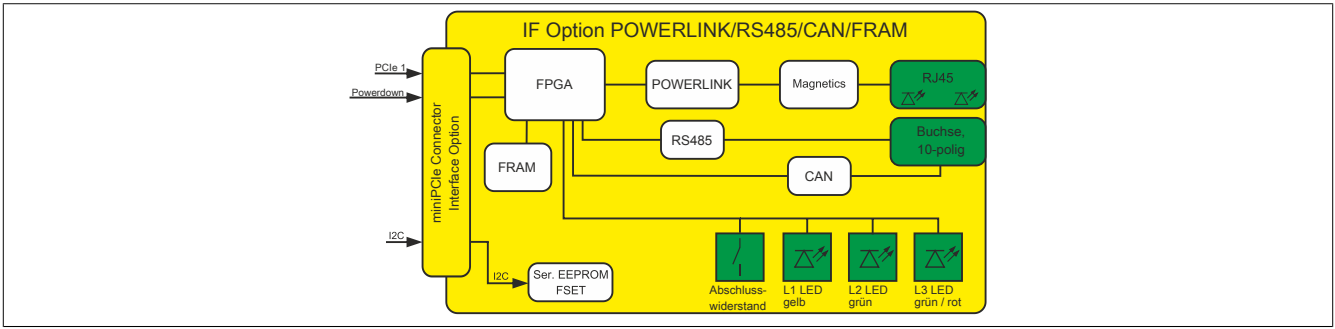 IF Option POWERLINK/RS485/CAN/FRAM
PCIe 1
Powerdown
I2C
miniPCIe Connector
Interface Option
FPGA
POWERLINK
Magnetics
RJ45
RS485
Buchse,
10-polig
FRAM
CAN
I2C
Ser. EEPROM
FSET
Abschluss-
widerstand
L1 LED
gelb
L2 LED
grün
L3 LED
grün / rot